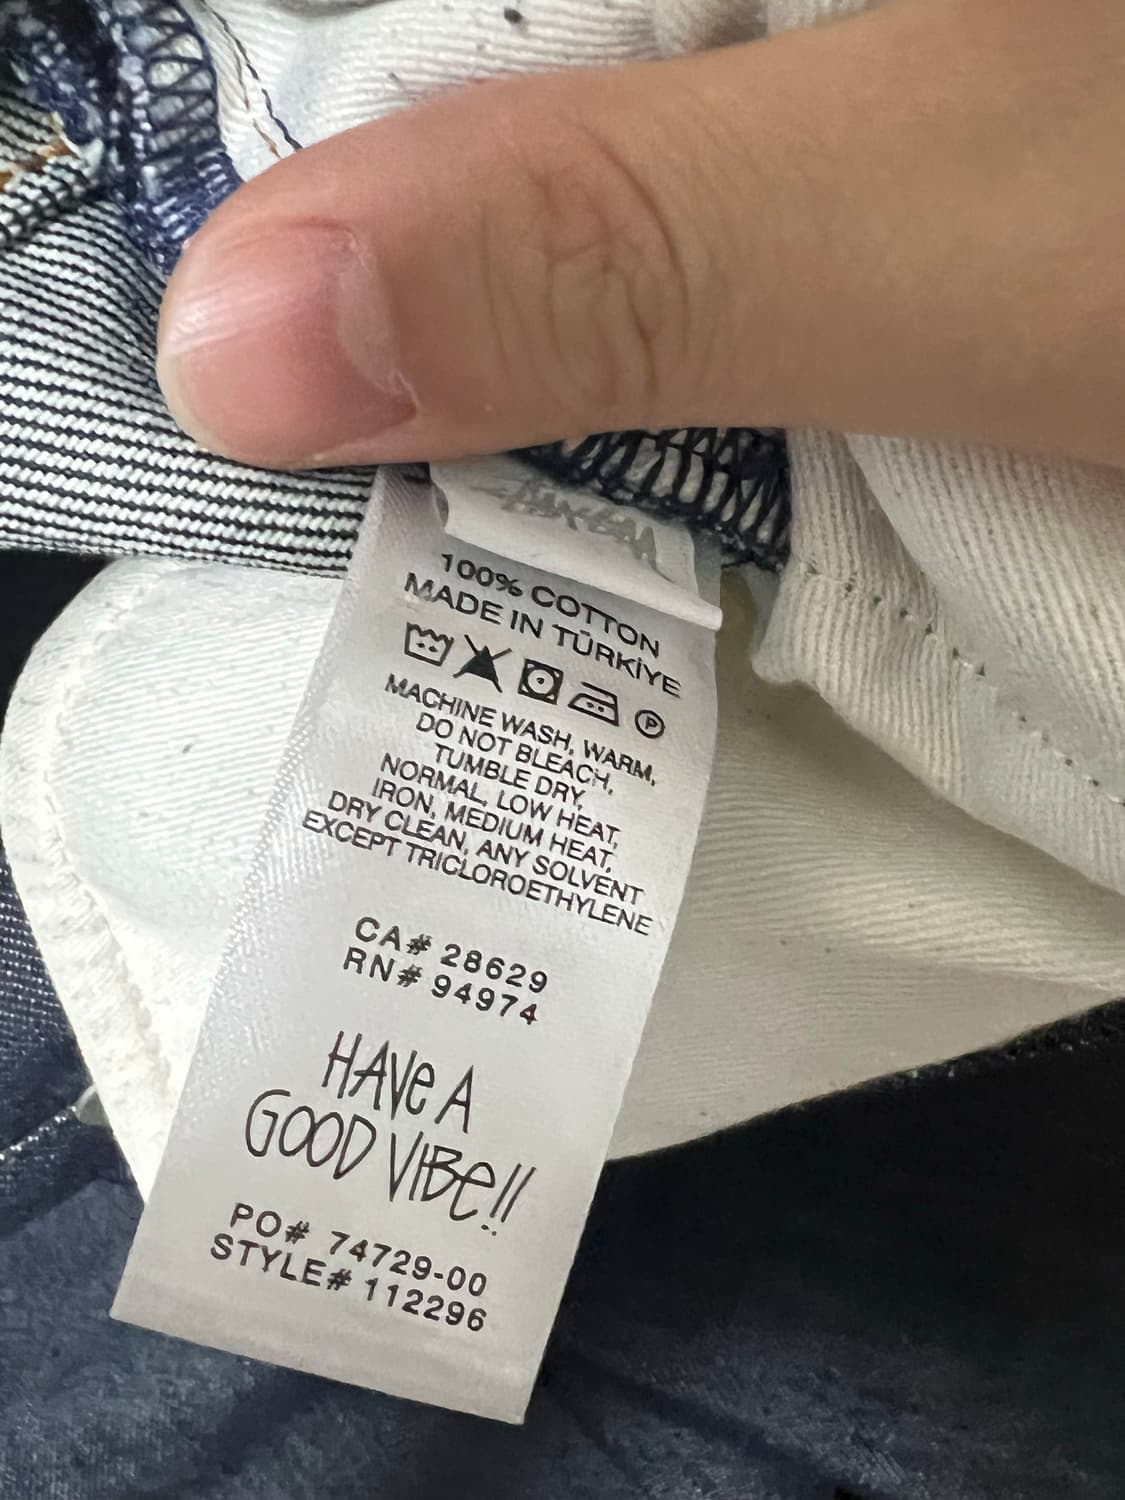 100% COTTON
MADE IN TÜRKİYE
P
MACHINE WASH, WARM,
DO NOT BLEACH,
TUMBLE DRY,
NORMAL, LOW HEAT,
IRON, MEDIUM HEAT,
DRY CLEAN, ANY SOLVENT
EXCEPT TRICLOROETHYLENE
CA# 28629
RN# 94974
HAVE A
GOOD VIBE!!
PO# 74729-00
STYLE# 112296